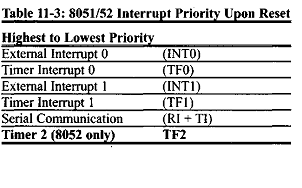 Table 11-3: 8051/52 Interrupt Priority Upon Reset
Highest to Lowest Priority
External Interrupt 0 (INT0)
Timer Interrupt 0 (TF0)
External Interrupt 1 (INT1)
Timer Interrupt 1 (TF1)
Serial Communication (RI + TI)
Timer 2 (8052 only) TF2